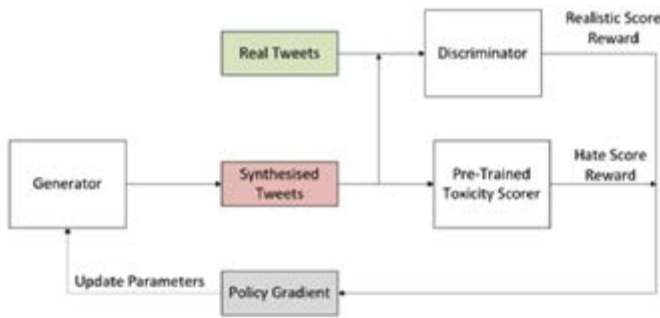 Realistic Score
Reward
Real Tweets
Discriminator
Generator
Synthesised
Tweets
Pre-Trained
Toxicity Scorer
Hate Score
Reward
Update Parameters
Policy Gradient